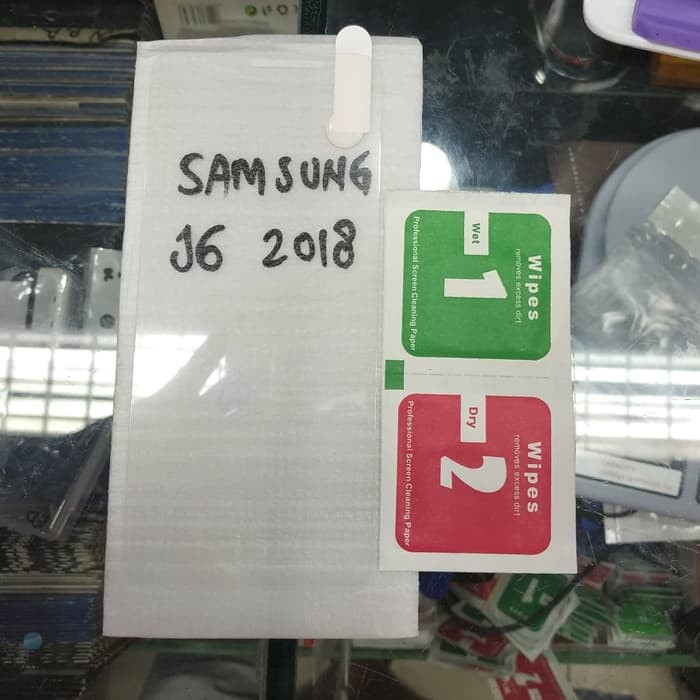 SAMSUNG
J6 2018
Wipes
removes excess dirt
Wet
1
Professional Screen Cleaning Paper
Wipes
removes excess dirt
Dry
2
Professional Screen Cleaning Paper